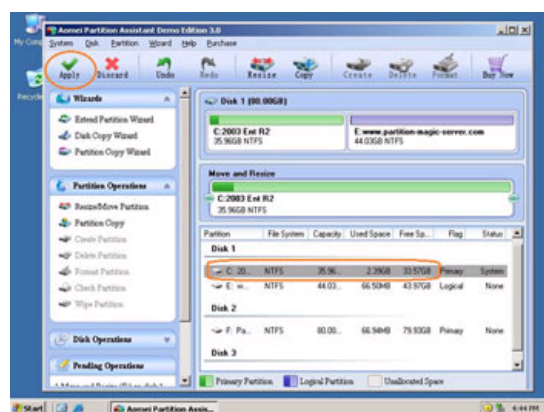 My Comp
Recycle
Aomei Partition Assistant Demo Edition 3.0
System Disk Partition Wizard Help Purchase
Apply Discard Undo Redo Resize Copy Create Delete Format Buy Now
Wizards
Extend Partition Wizard
Disk Copy Wizard
Partition Copy Wizard
Partition Operations
Resize/Move Partition
Partition Copy
Create Partition
Delete Partition
Format Partition
Check Partition
Wipe Partition
Disk Operations
Pending Operations
Disk 1 (80.00GB)
C:2003 Ent R2
35.96GB NTFS
E:www.partition-magic-server.com
44.03GB NTFS
Move and Resize
C:2003 Ent R2
35.96GB NTFS
Partition File System Capacity Used Space Free Sp... Flag Status
Disk 1
C: 20... NTFS 35.96... 2.39GB 33.57GB Primary System
E: w... NTFS 44.03... 66.50MB 43.97GB Logical None
Disk 2
F: Pa... NTFS 80.00... 66.94MB 79.93GB Primary None
Disk 3
Primary Partition Logical Partition Unallocated Space
Start
Aomei Partition Assis...
4:44 PM